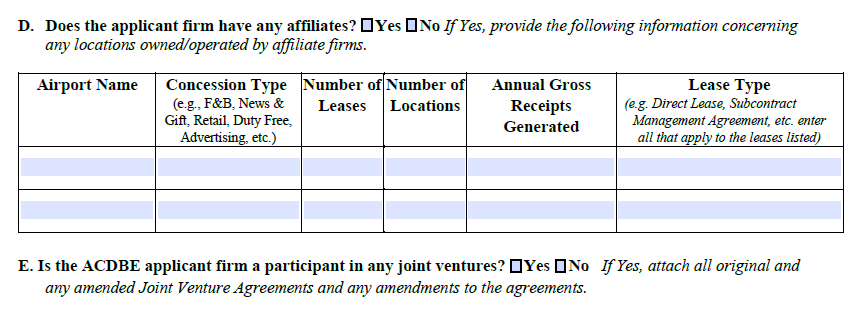 D. Does the applicant firm have any affiliates? ☐Yes ☐No If Yes, provide the following information concerning
any locations owned/operated by affiliate firms.
Airport Name
Concession Type
(e.g., F&B, News &
Gift, Retail, Duty Free,
Advertising, etc.)
Number of
Leases
Number of
Locations
Annual Gross
Receipts
Generated
Lease Type
(e.g. Direct Lease, Subcontract
Management Agreement, etc. enter
all that apply to the leases listed)
E. Is the ACDBE applicant firm a participant in any joint ventures? ☐Yes ☐No If Yes, attach all original and
any amended Joint Venture Agreements and any amendments to the agreements.